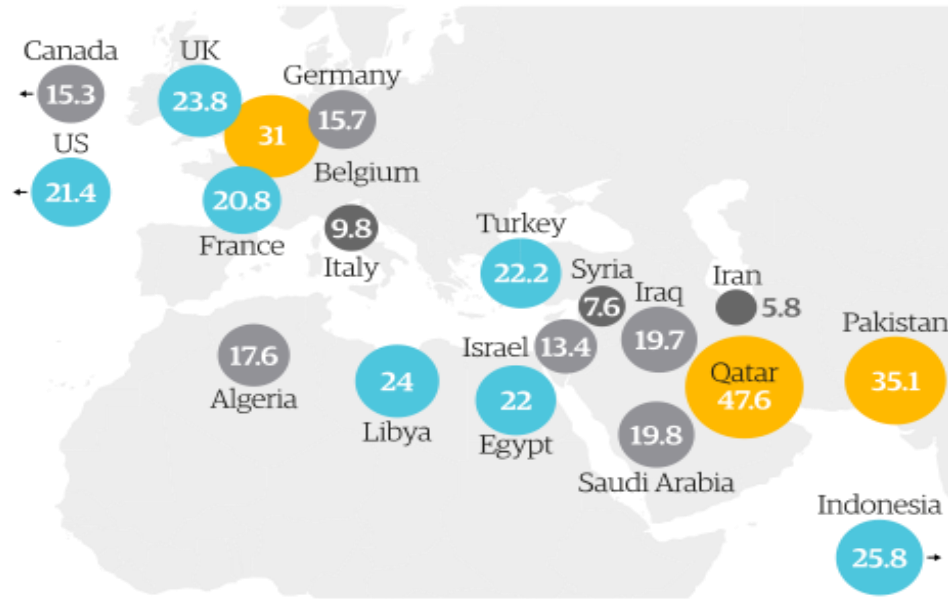 Canada
15.3
US
21.4
UK
23.8
Germany
15.7
31
Belgium
20.8
France
9.8
Italy
Turkey
22.2
Syria
7.6
Iraq
19.7
Iran
5.8
Pakistan
35.1
Israel
13.4
Qatar
47.6
17.6
Algeria
24
Libya
22
Egypt
19.8
Saudi Arabia
Indonesia
25.8